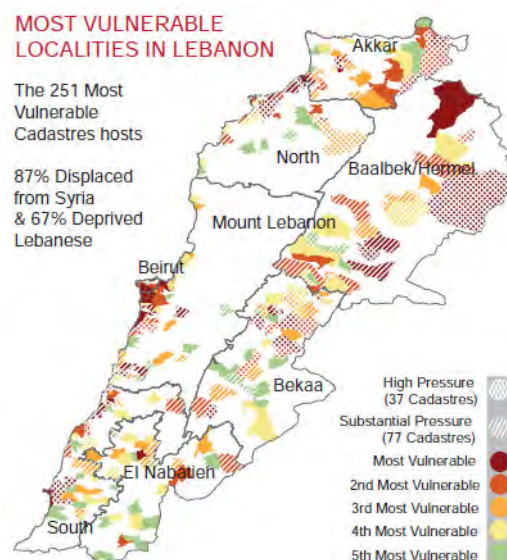 MOST VULNERABLE
LOCALITIES IN LEBANON
The 251 Most
Vulnerable
Cadastres hosts
87% Displaced
from Syria
& 67% Deprived
Lebanese
Akkar
North
Baalbek/Hermel
Mount Lebanon
Beirut
Bekaa
El Nabatieh
South
High Pressure
(37 Cadastres)
Substantial Pressure
(77 Cadastres)
Most Vulnerable
2nd Most Vulnerable
3rd Most Vulnerable
4th Most Vulnerable
5th Most Vulnerable